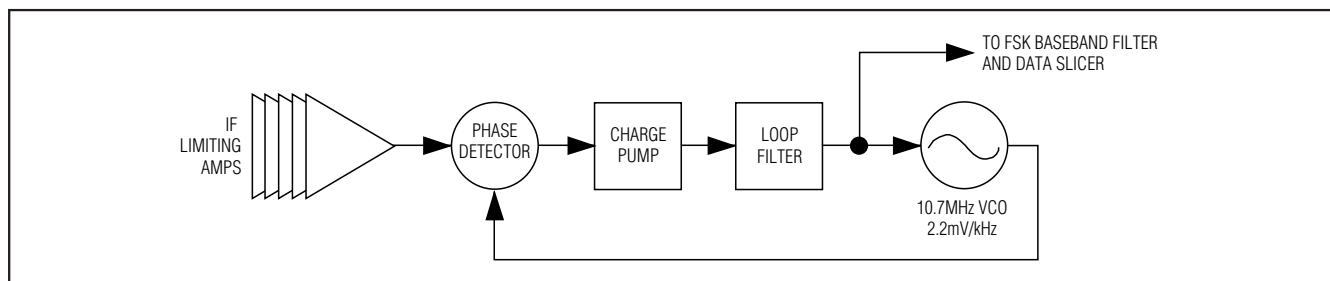 TO FSK BASEBAND FILTER
AND DATA SLICER
IF
LIMITING
AMPS
PHASE
DETECTOR
CHARGE
PUMP
LOOP
FILTER
10.7MHz VCO
2.2mV/kHz